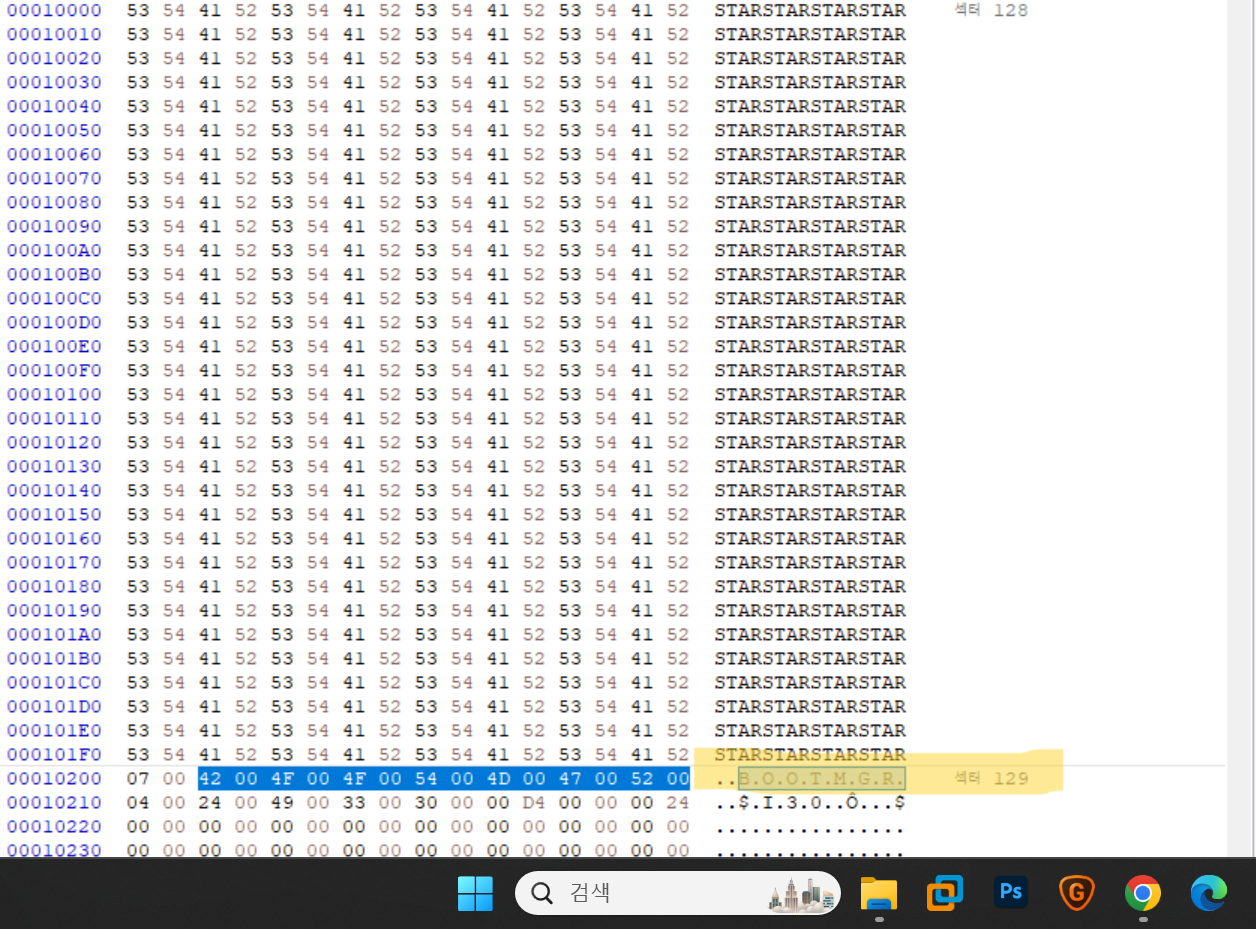 00010000 53 54 41 52 53 54 41 52 53 54 41 52 53 54 41 52 STARSTARSTARSTAR 섹터 128
00010010 53 54 41 52 53 54 41 52 53 54 41 52 53 54 41 52 STARSTARSTARSTAR
00010020 53 54 41 52 53 54 41 52 53 54 41 52 53 54 41 52 STARSTARSTARSTAR
00010030 53 54 41 52 53 54 41 52 53 54 41 52 53 54 41 52 STARSTARSTARSTAR
00010040 53 54 41 52 53 54 41 52 53 54 41 52 53 54 41 52 STARSTARSTARSTAR
00010050 53 54 41 52 53 54 41 52 53 54 41 52 53 54 41 52 STARSTARSTARSTAR
00010060 53 54 41 52 53 54 41 52 53 54 41 52 53 54 41 52 STARSTARSTARSTAR
00010070 53 54 41 52 53 54 41 52 53 54 41 52 53 54 41 52 STARSTARSTARSTAR
00010080 53 54 41 52 53 54 41 52 53 54 41 52 53 54 41 52 STARSTARSTARSTAR
00010090 53 54 41 52 53 54 41 52 53 54 41 52 53 54 41 52 STARSTARSTARSTAR
000100A0 53 54 41 52 53 54 41 52 53 54 41 52 53 54 41 52 STARSTARSTARSTAR
000100B0 53 54 41 52 53 54 41 52 53 54 41 52 53 54 41 52 STARSTARSTARSTAR
000100C0 53 54 41 52 53 54 41 52 53 54 41 52 53 54 41 52 STARSTARSTARSTAR
000100D0 53 54 41 52 53 54 41 52 53 54 41 52 53 54 41 52 STARSTARSTARSTAR
000100E0 53 54 41 52 53 54 41 52 53 54 41 52 53 54 41 52 STARSTARSTARSTAR
000100F0 53 54 41 52 53 54 41 52 53 54 41 52 53 54 41 52 STARSTARSTARSTAR
00010100 53 54 41 52 53 54 41 52 53 54 41 52 53 54 41 52 STARSTARSTARSTAR
00010110 53 54 41 52 53 54 41 52 53 54 41 52 53 54 41 52 STARSTARSTARSTAR
00010120 53 54 41 52 53 54 41 52 53 54 41 52 53 54 41 52 STARSTARSTARSTAR
00010130 53 54 41 52 53 54 41 52 53 54 41 52 53 54 41 52 STARSTARSTARSTAR
00010140 53 54 41 52 53 54 41 52 53 54 41 52 53 54 41 52 STARSTARSTARSTAR
00010150 53 54 41 52 53 54 41 52 53 54 41 52 53 54 41 52 STARSTARSTARSTAR
00010160 53 54 41 52 53 54 41 52 53 54 41 52 53 54 41 52 STARSTARSTARSTAR
00010170 53 54 41 52 53 54 41 52 53 54 41 52 53 54 41 52 STARSTARSTARSTAR
00010180 53 54 41 52 53 54 41 52 53 54 41 52 53 54 41 52 STARSTARSTARSTAR
00010190 53 54 41 52 53 54 41 52 53 54 41 52 53 54 41 52 STARSTARSTARSTAR
000101A0 53 54 41 52 53 54 41 52 53 54 41 52 53 54 41 52 STARSTARSTARSTAR
000101B0 53 54 41 52 53 54 41 52 53 54 41 52 53 54 41 52 STARSTARSTARSTAR
000101C0 53 54 41 52 53 54 41 52 53 54 41 52 53 54 41 52 STARSTARSTARSTAR
000101D0 53 54 41 52 53 54 41 52 53 54 41 52 53 54 41 52 STARSTARSTARSTAR
000101E0 53 54 41 52 53 54 41 52 53 54 41 52 53 54 41 52 STARSTARSTARSTAR
000101F0 53 54 41 52 53 54 41 52 53 54 41 52 53 54 41 52 STARSTARSTARSTAR
00010200 07 00 42 00 4F 00 4F 00 54 00 4D 00 47 00 52 00 ..B.O.O.T.M.G.R. 섹터 129
00010210 04 00 24 00 49 00 33 00 30 00 00 D4 00 00 00 24 ..$.I.3.0..Ô...$
00010220 00 00 00 00 00 00 00 00 00 00 00 00 00 00 00 00 ................
00010230 00 00 00 00 00 00 00 00 00 00 00 00 00 00 00 00 ................
검색
Ps
G